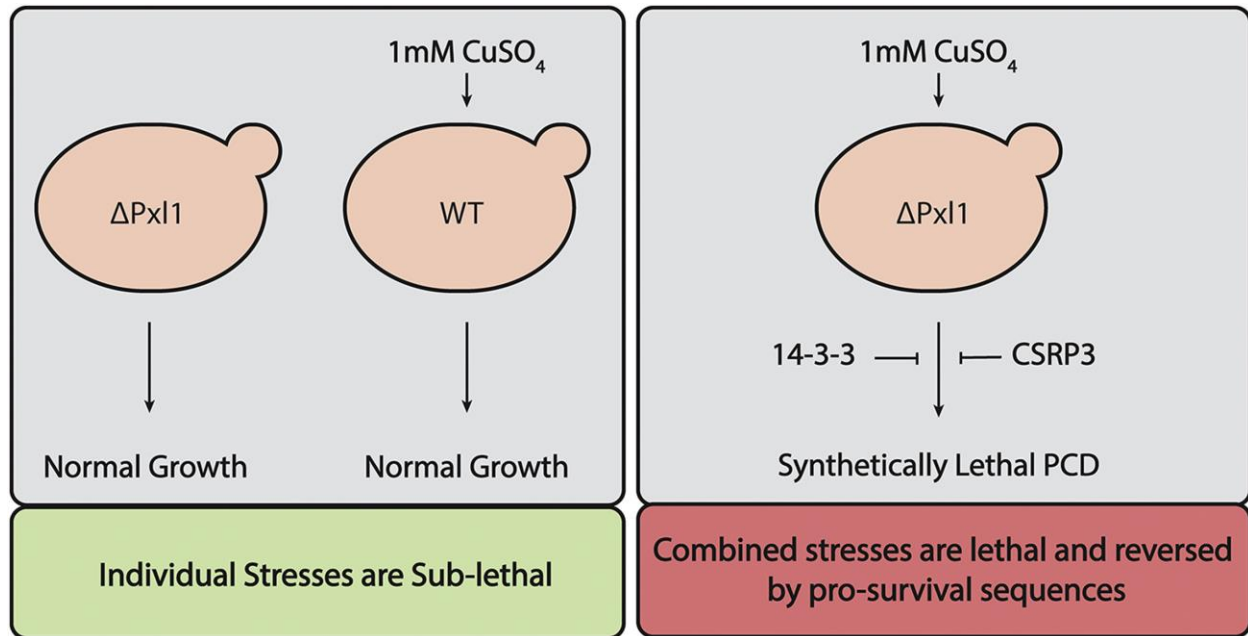 1mM CuSO₄
ΔPxl1
WT
Normal Growth
Normal Growth
Individual Stresses are Sub-lethal
1mM CuSO₄
ΔPxl1
14-3-3
CSRP3
Synthetically Lethal PCD
Combined stresses are lethal and reversed
by pro-survival sequences